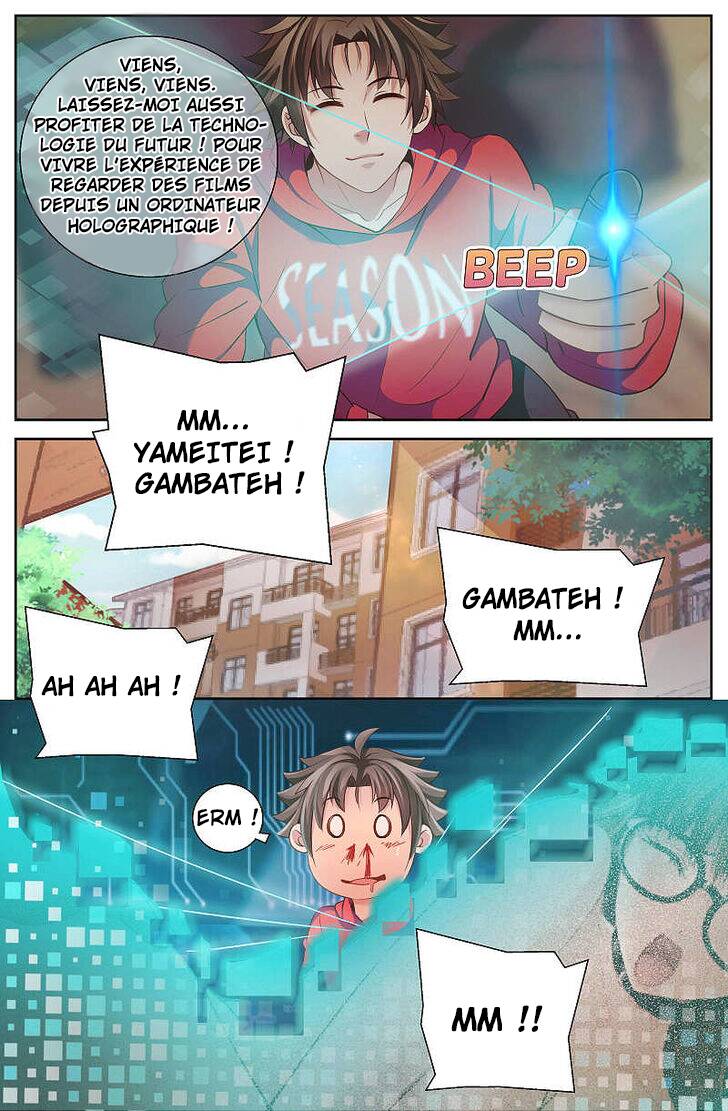 VIENS,
VIENS, VIENS.
LAISSEZ-MOI AUSSI
PROFITER DE LA TECHNO-
LOGIE DU FUTUR ! POUR
VIVRE L'EXPÉRIENCE DE
REGARDER DES FILMS
DEPUIS UN ORDINATEUR
HOLOGRAPHIQUE !
SEASON
BEEP
MM...
YAMEITEI !
GAMBATEH !
GAMBATEH !
MM...
AH AH AH !
ERM !
MM !!